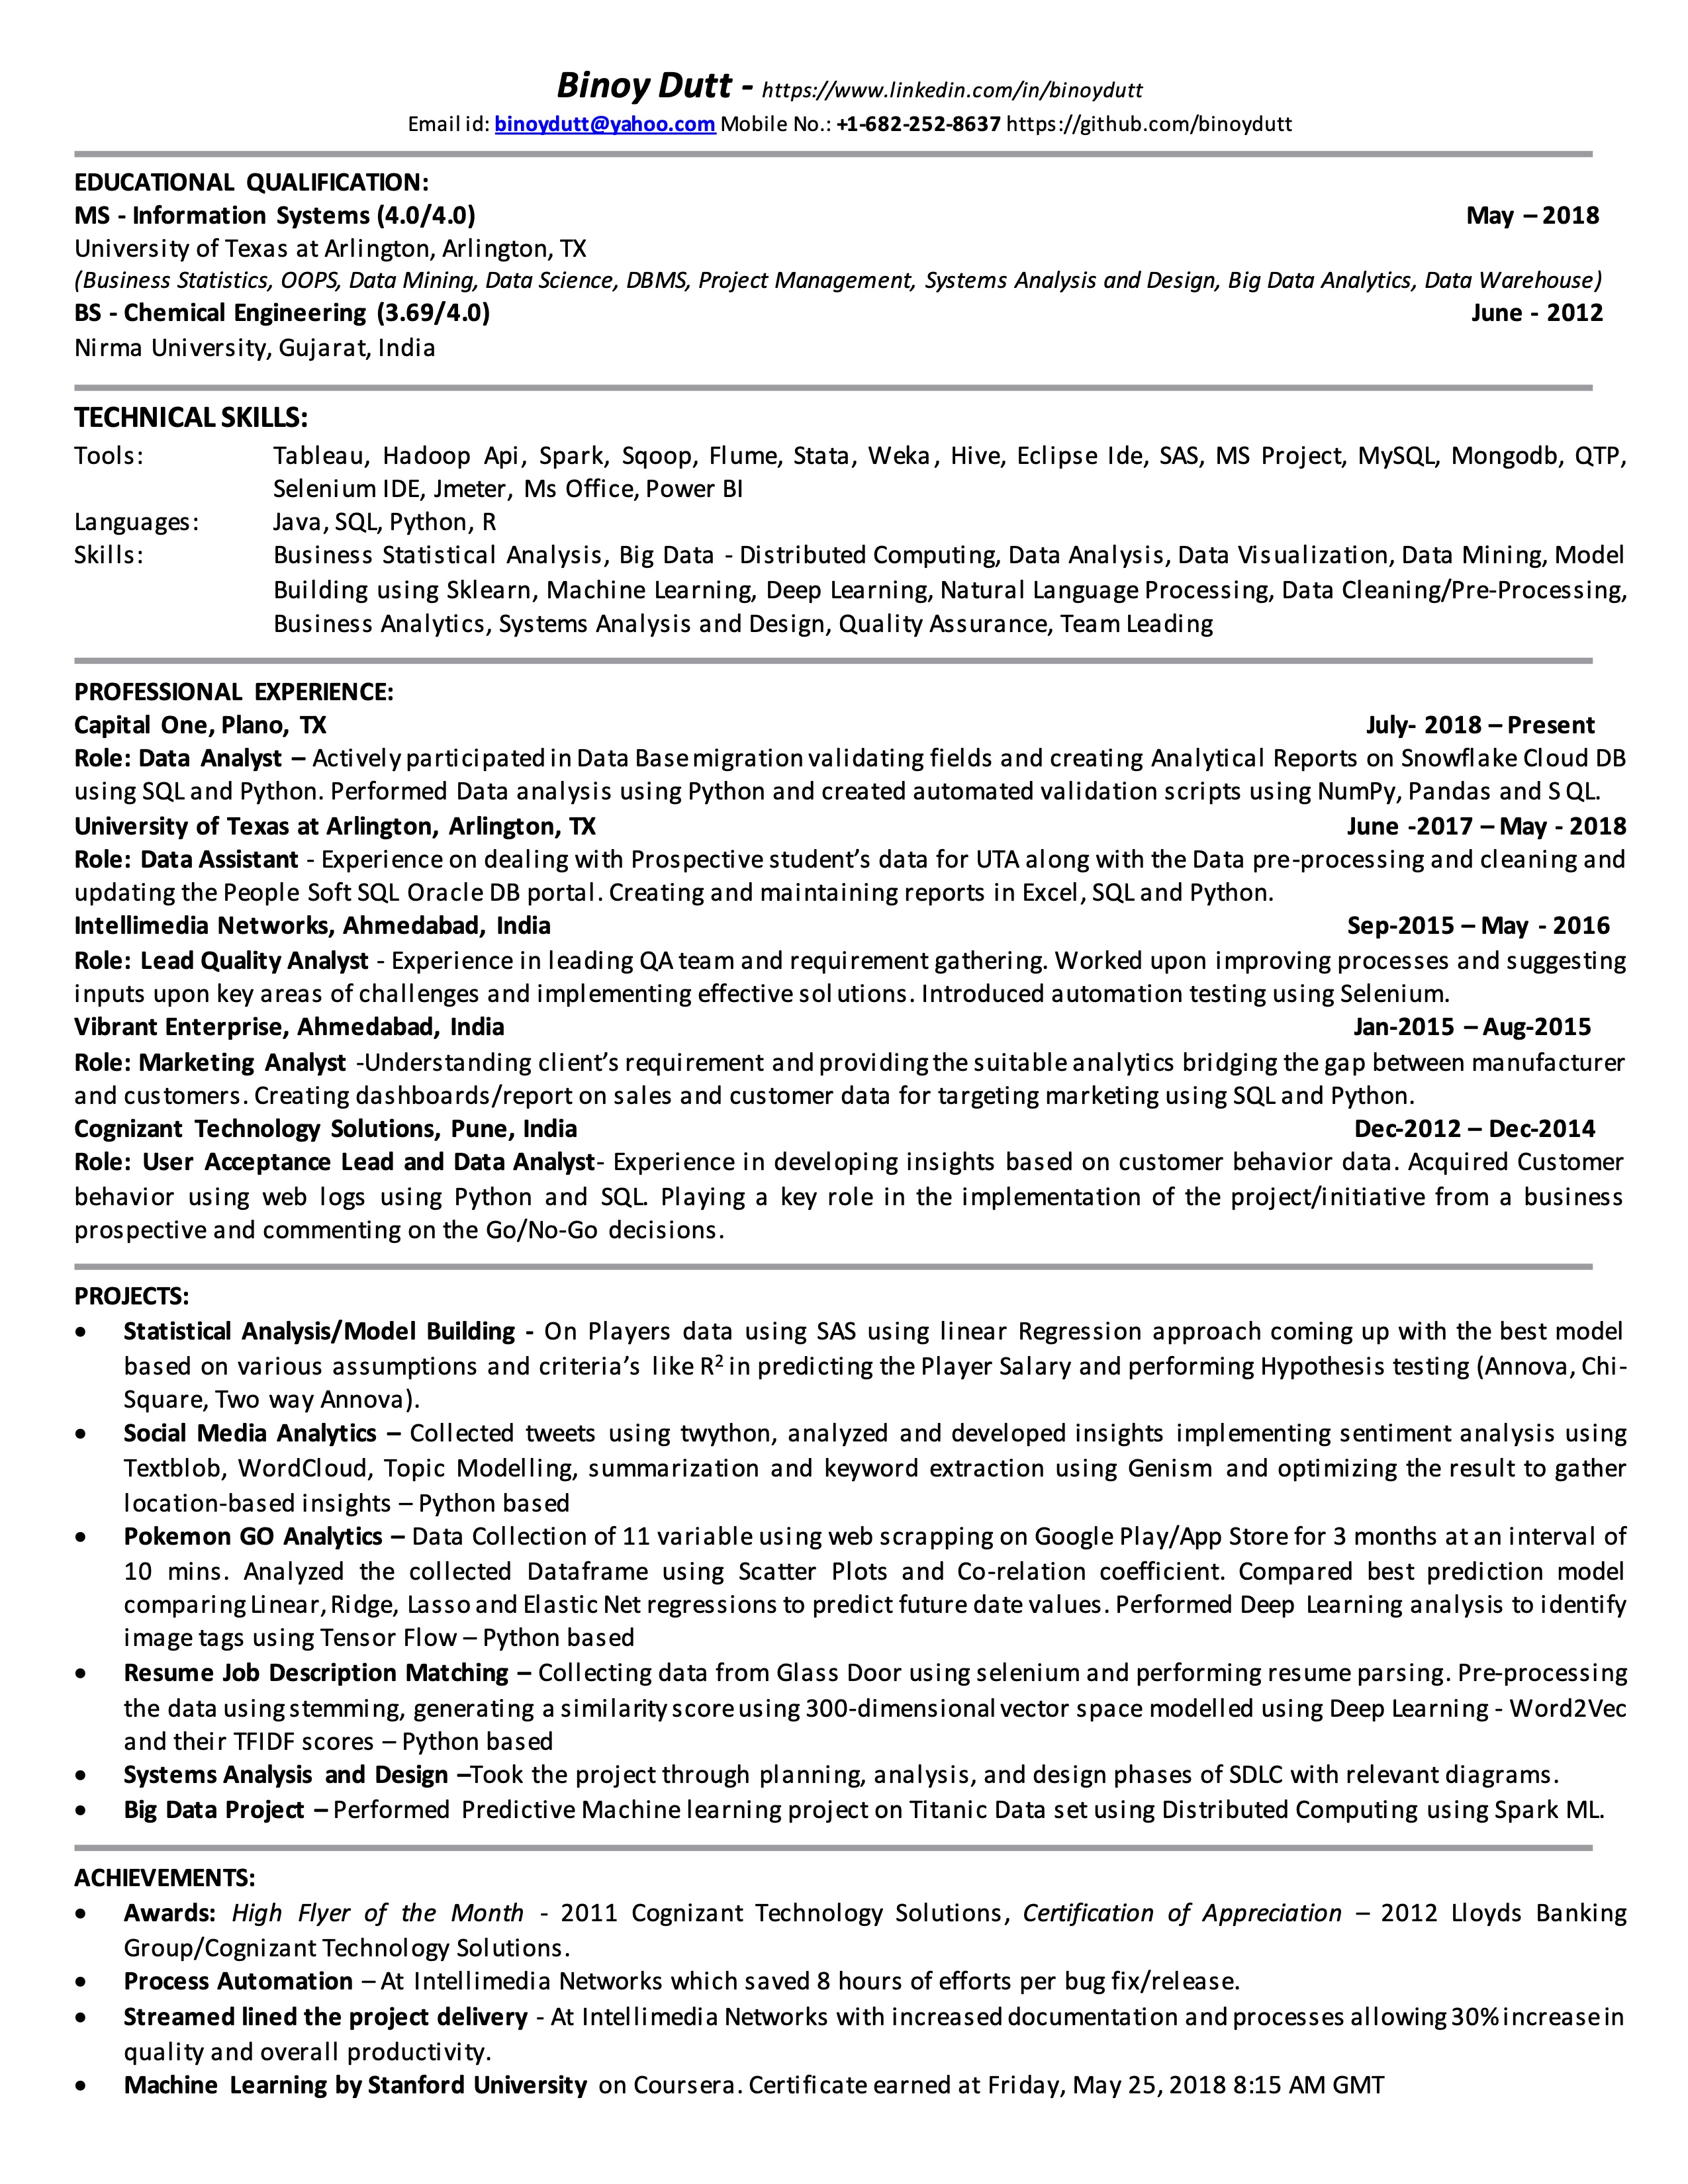 Binoy Dutt - https://www.linkedin.com/in/binoydutt
Email id: binoydutt@yahoo.com Mobile No.: +1-682-252-8637 https://github.com/binoydutt
EDUCATIONAL QUALIFICATION:
MS - Information Systems (4.0/4.0) May – 2018
University of Texas at Arlington, Arlington, TX
(Business Statistics, OOPS, Data Mining, Data Science, DBMS, Project Management, Systems Analysis and Design, Big Data Analytics, Data Warehouse)
BS - Chemical Engineering (3.69/4.0) June - 2012
Nirma University, Gujarat, India
TECHNICAL SKILLS:
Tools: Tableau, Hadoop Api, Spark, Sqoop, Flume, Stata, Weka, Hive, Eclipse Ide, SAS, MS Project, MySQL, Mongodb, QTP,
Selenium IDE, Jmeter, Ms Office, Power BI
Languages: Java, SQL, Python, R
Skills: Business Statistical Analysis, Big Data - Distributed Computing, Data Analysis, Data Visualization, Data Mining, Model
Building using Sklearn, Machine Learning, Deep Learning, Natural Language Processing, Data Cleaning/Pre-Processing,
Business Analytics, Systems Analysis and Design, Quality Assurance, Team Leading
PROFESSIONAL EXPERIENCE:
Capital One, Plano, TX July- 2018 – Present
Role: Data Analyst – Actively participated in Data Base migration validating fields and creating Analytical Reports on Snowflake Cloud DB
using SQL and Python. Performed Data analysis using Python and created automated validation scripts using NumPy, Pandas and SQL.
University of Texas at Arlington, Arlington, TX June -2017 – May - 2018
Role: Data Assistant - Experience on dealing with Prospective student’s data for UTA along with the Data pre-processing and cleaning and
updating the People Soft SQL Oracle DB portal. Creating and maintaining reports in Excel, SQL and Python.
Intellimedia Networks, Ahmedabad, India Sep-2015 – May - 2016
Role: Lead Quality Analyst - Experience in leading QA team and requirement gathering. Worked upon improving processes and suggesting
inputs upon key areas of challenges and implementing effective solutions. Introduced automation testing using Selenium.
Vibrant Enterprise, Ahmedabad, India Jan-2015 – Aug-2015
Role: Marketing Analyst -Understanding client’s requirement and providing the suitable analytics bridging the gap between manufacturer
and customers. Creating dashboards/report on sales and customer data for targeting marketing using SQL and Python.
Cognizant Technology Solutions, Pune, India Dec-2012 – Dec-2014
Role: User Acceptance Lead and Data Analyst- Experience in developing insights based on customer behavior data. Acquired Customer
behavior using web logs using Python and SQL. Playing a key role in the implementation of the project/initiative from a business
prospective and commenting on the Go/No-Go decisions.
PROJECTS:
• Statistical Analysis/Model Building - On Players data using SAS using linear Regression approach coming up with the best model
based on various assumptions and criteria’s like R² in predicting the Player Salary and performing Hypothesis testing (Annova, Chi-
Square, Two way Annova).
• Social Media Analytics – Collected tweets using twython, analyzed and developed insights implementing sentiment analysis using
Textblob, WordCloud, Topic Modelling, summarization and keyword extraction using Genism and optimizing the result to gather
location-based insights – Python based
• Pokemon GO Analytics – Data Collection of 11 variable using web scrapping on Google Play/App Store for 3 months at an interval of
10 mins. Analyzed the collected Dataframe using Scatter Plots and Co-relation coefficient. Compared best prediction model
comparing Linear, Ridge, Lasso and Elastic Net regressions to predict future date values. Performed Deep Learning analysis to identify
image tags using Tensor Flow – Python based
• Resume Job Description Matching – Collecting data from Glass Door using selenium and performing resume parsing. Pre-processing
the data using stemming, generating a similarity score using 300-dimensional vector space modelled using Deep Learning - Word2Vec
and their TFIDF scores – Python based
• Systems Analysis and Design –Took the project through planning, analysis, and design phases of SDLC with relevant diagrams.
• Big Data Project – Performed Predictive Machine learning project on Titanic Data set using Distributed Computing using Spark ML.
ACHIEVEMENTS:
• Awards: High Flyer of the Month - 2011 Cognizant Technology Solutions, Certification of Appreciation – 2012 Lloyds Banking
Group/Cognizant Technology Solutions.
• Process Automation – At Intellimedia Networks which saved 8 hours of efforts per bug fix/release.
• Streamed lined the project delivery - At Intellimedia Networks with increased documentation and processes allowing 30% increase in
quality and overall productivity.
• Machine Learning by Stanford University on Coursera. Certificate earned at Friday, May 25, 2018 8:15 AM GMT